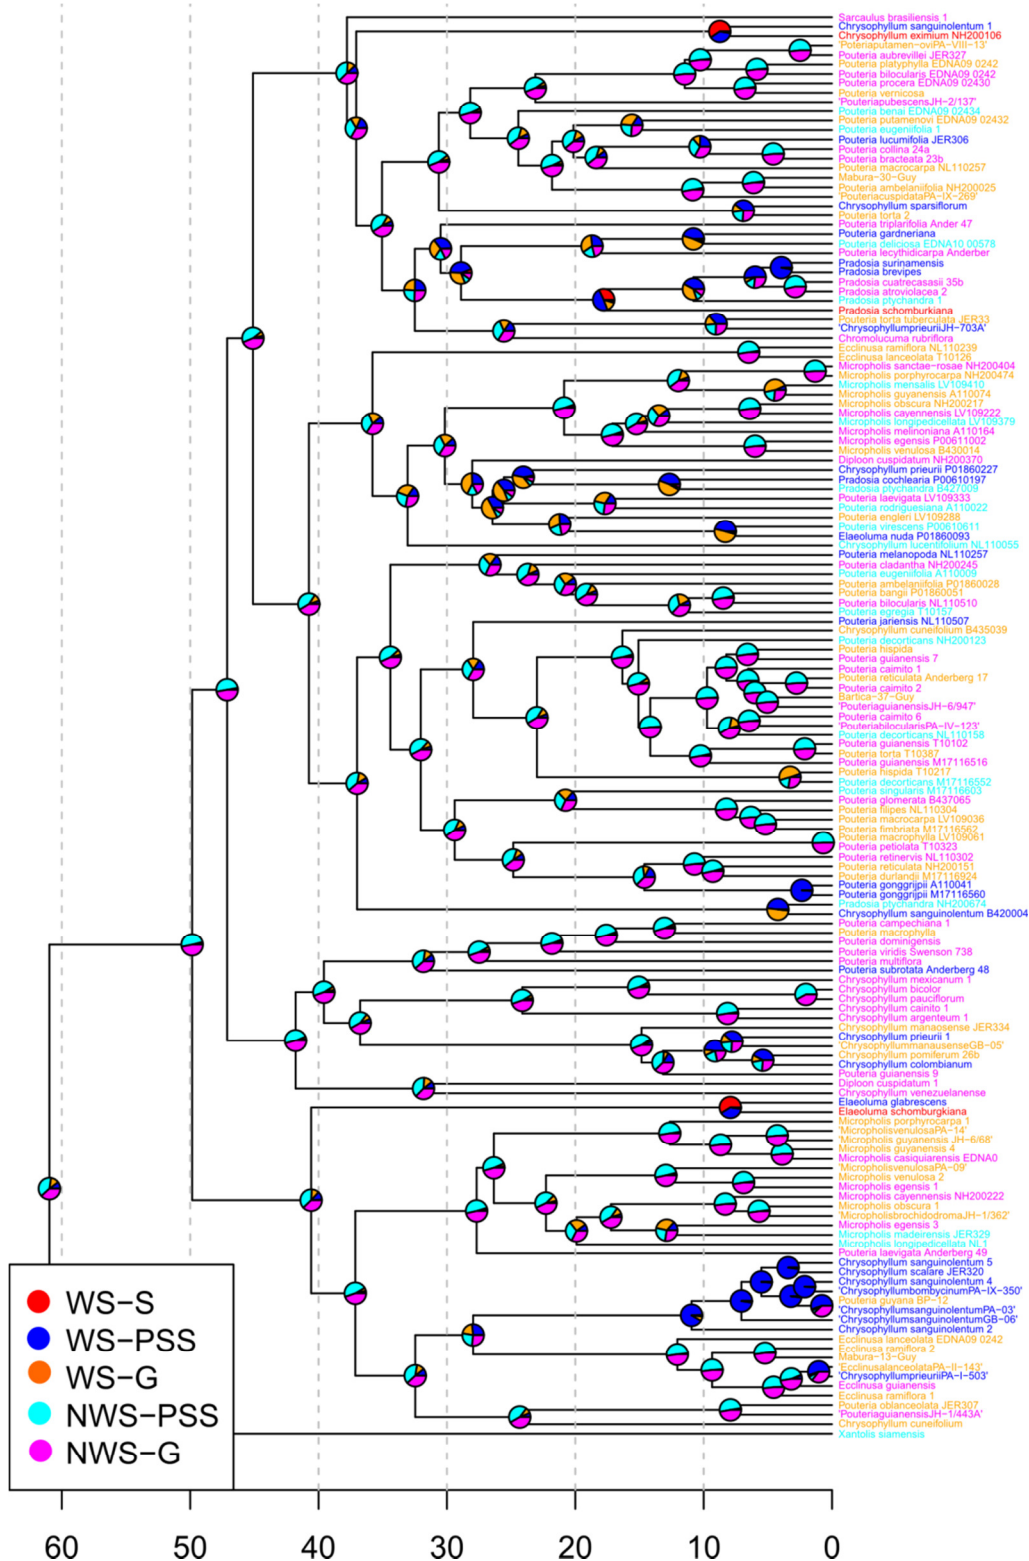 Sarcaulus brasiliensis 1
Chrysophyllum sanguinolentum 1
Chrysophyllum eximium NH200106
'Poteriaputamen-oviPA-VIII-13'
Pouteria aubrevillei JER327
Pouteria platyphylla EDNA09 0242
Pouteria bilocularis EDNA09 0242
Pouteria procera EDNA09 02430
Pouteria vernicosa
'PouteriapubescensJH-2/137'
Pouteria benai EDNA09 02434
Pouteria putamenovi EDNA09 02432
Pouteria eugeniifolia 1
Pouteria lucumifolia JER306
Pouteria collina 24a
Pouteria bracteata 23b
Pouteria macrocarpa NL110257
Mabura-30-Guy
Pouteria ambelaniifolia NH200025
'PouteriacuspidataPA-IX-269'
Chrysophyllum sparsiflorum
Pouteria torta 2
Pouteria triplarifolia Ander 47
Pouteria gardneriana
Pouteria deliciosa EDNA10 00578
Pouteria lecythidicarpa Anderber
Pradosia surinamensis
Pradosia brevipes
Pradosia cuatrecasasii 35b
Pradosia atroviolacea 2
Pradosia ptychandra 1
Pradosia schomburkiana
Pouteria torta tuberculata JER33
'ChrysophyllumprieuriiJH-703A'
Chromolucuma rubriflora
Ecclinusa ramiflora NL110239
Ecclinusa lanceolata T10126
Micropholis sanctae-rosae NH200404
Micropholis porphyrocarpa NH200474
Micropholis mensalis LV109410
Micropholis guyanensis A110074
Micropholis obscura NH200217
Micropholis cayennensis LV109222
Micropholis longipedicellata LV109379
Micropholis melinoniana A110164
Micropholis egensis P00611002
Micropholis venulosa B430014
Diploon cuspidatum NH200370
Chrysophyllum prieurii P01860227
Pradosia cochlearia P00610197
Pradosia ptychandra B427009
Pouteria laevigata LV109333
Pouteria rodriguesiana A110022
Pouteria engleri LV109288
Pouteria virescens P00610611
Elaeoluma nuda P01860093
Chrysophyllum lucentifolium NL110055
Pouteria melanopoda NL110257
Pouteria cladantha NH200245
Pouteria eugeniifolia A110009
Pouteria ambelaniifolia P01860028
Pouteria bangii P01860051
Pouteria bilocularis NL110510
Pouteria egregia T10157
Pouteria jariensis NL110507
Chrysophyllum cuneifolium B435039
Pouteria decorticans NH200123
Pouteria hispida
Pouteria guianensis 7
Pouteria caimito 1
Pouteria reticulata Anderberg 17
Pouteria caimito 2
Bartica-37-Guy
'PouteriaguianensisJH-6/947'
Pouteria caimito 6
'PouteriabilocularisPA-IV-123'
Pouteria decorticans NL110158
Pouteria guianensis T10102
Pouteria torta T10387
Pouteria guianensis M17116516
Pouteria hispida T10217
Pouteria decorticans M17116552
Pouteria singularis M17116603
Pouteria glomerata B437065
Pouteria filipes NL110304
Pouteria macrocarpa LV109036
Pouteria fimbriata M17116562
Pouteria macrophylla LV109061
Pouteria petiolata T10323
Pouteria retinervis NL110302
Pouteria reticulata NH200151
Pouteria durlandii M17116924
Pouteria gonggrijpii A110041
Pouteria gonggrijpii M17116560
Pradosia ptychandra NH200674
Chrysophyllum sanguinolentum B420004
Pouteria campechiana 1
Pouteria macrophylla
Pouteria dominigensis
Pouteria viridis Swenson 738
Pouteria multiflora
Pouteria subrotata Anderberg 48
Chrysophyllum mexicanum 1
Chrysophyllum bicolor
Chrysophyllum pauciflorum
Chrysophyllum cainito 1
Chrysophyllum argenteum 1
Chrysophyllum manaosense JER334
Chrysophyllum prieurii 1
'ChrysophyllummanausenseGB-05'
Chrysophyllum pomiferum 26b
Chrysophyllum colombianum
Pouteria guianensis 9
Diploon cuspidatum 1
Chrysophyllum venezuelanense
Elaeoluma glabrescens
Elaeoluma schomburgkiana
Micropholis porphyrocarpa 1
'MicropholisvenulosaPA-14'
'Micropholis guyanensis JH-6/68'
Micropholis guyanensis 4
Micropholis casiquiarensis EDNA0
'MicropholisvenulosaPA-09'
Micropholis venulosa 2
Micropholis egensis 1
Micropholis cayennensis NH200222
Micropholis obscura 1
'MicropholisbrochidodromaJH-1/362'
Micropholis egensis 3
Micropholis madeirensis JER329
Micropholis longipedicellata NL1
Pouteria laevigata Anderberg 49
Chrysophyllum sanguinolentum 5
Chrysophyllum scalare JER320
Chrysophyllum sanguinolentum 4
'ChrysophyllumbombycinumPA-IX-350'
Pouteria guyana BP-12
'ChrysophyllumsanguinolentumPA-03'
'ChrysophyllumsanguinolentumGB-06'
Chrysophyllum sanguinolentum 2
Ecclinusa lanceolata EDNA09 0242
Ecclinusa ramiflora 2
Mabura-13-Guy
'EcclinusalanceolataPA-II-143'
'ChrysophyllumprieuriiPA-I-503'
Ecclinusa guianensis
Ecclinusa ramiflora 1
Pouteria oblanceolata JER307
'PouteriaguianensisJH-1/443A'
Chrysophyllum cuneifolium
Xantolis siamensis
WS-S
WS-PSS
WS-G
NWS-PSS
NWS-G
60 50 40 30 20 10 0